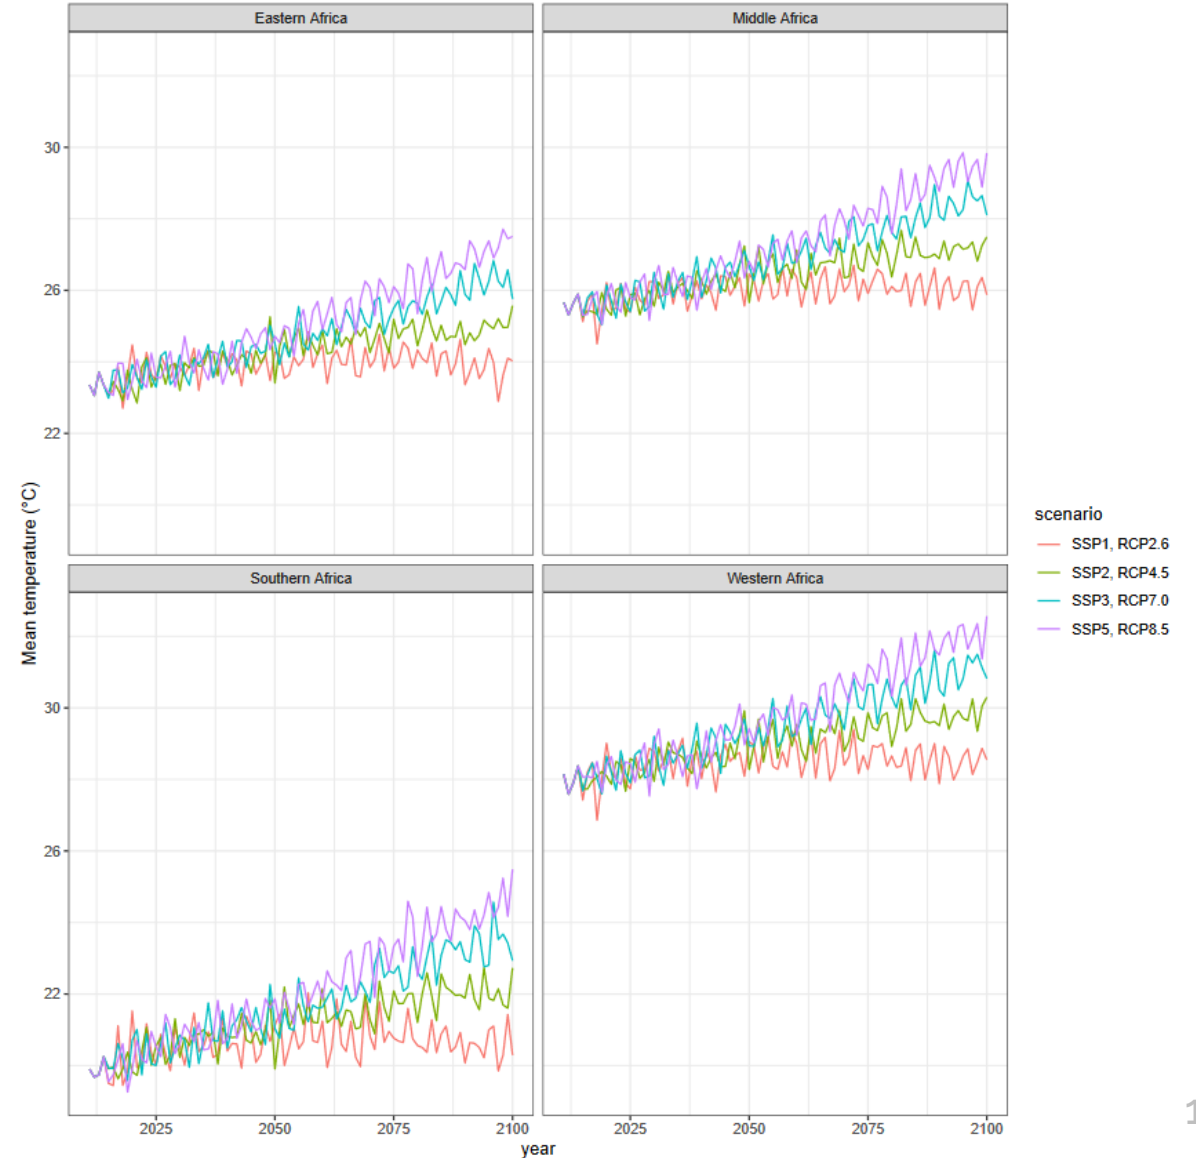 Eastern Africa
Middle Africa
30
26
22
Mean temperature (°C)
Southern Africa
Western Africa
30
26
22
2025
2050
2075
2100
2025
2050
2075
2100
year
scenario
SSP1, RCP2.6
SSP2, RCP4.5
SSP3, RCP7.0
SSP5, RCP8.5
1